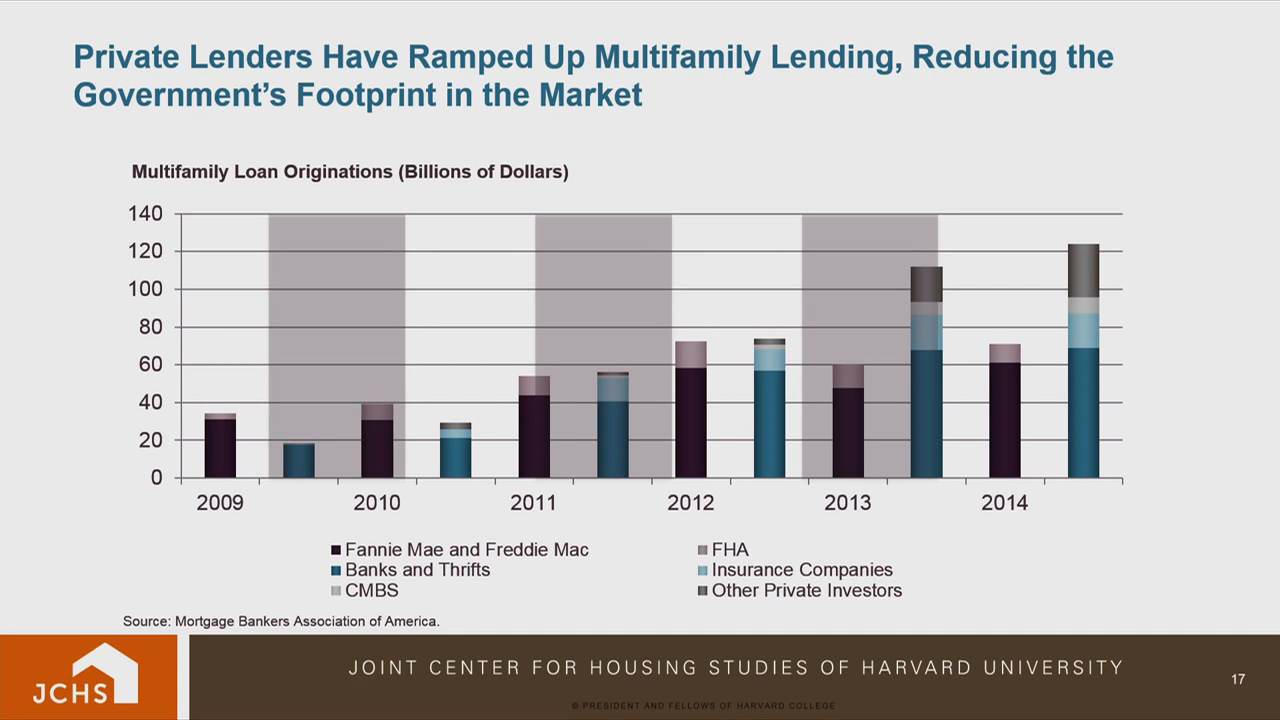 Private Lenders Have Ramped Up Multifamily Lending, Reducing the
Government’s Footprint in the Market
Multifamily Loan Originations (Billions of Dollars)
140
120
100
80
60
40
20
0
2009 2010 2011 2012 2013 2014
Fannie Mae and Freddie Mac FHA
Banks and Thrifts Insurance Companies
CMBS Other Private Investors
Source: Mortgage Bankers Association of America.
JCHS
JOINT CENTER FOR HOUSING STUDIES OF HARVARD UNIVERSITY
17
© PRESIDENT AND FELLOWS OF HARVARD COLLEGE